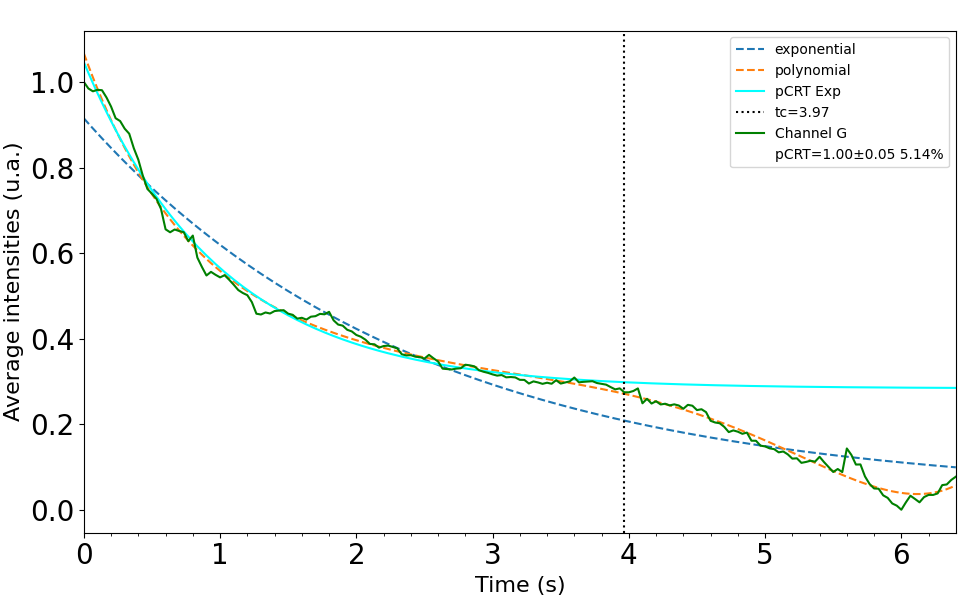 exponential
polynomial
pCRT Exp
tc=3.97
Channel G
pCRT=1.00±0.05 5.14%
Average intensities (u.a.)
1.0
0.8
0.6
0.4
0.2
0.0
0 1 2 3 4 5 6
Time (s)